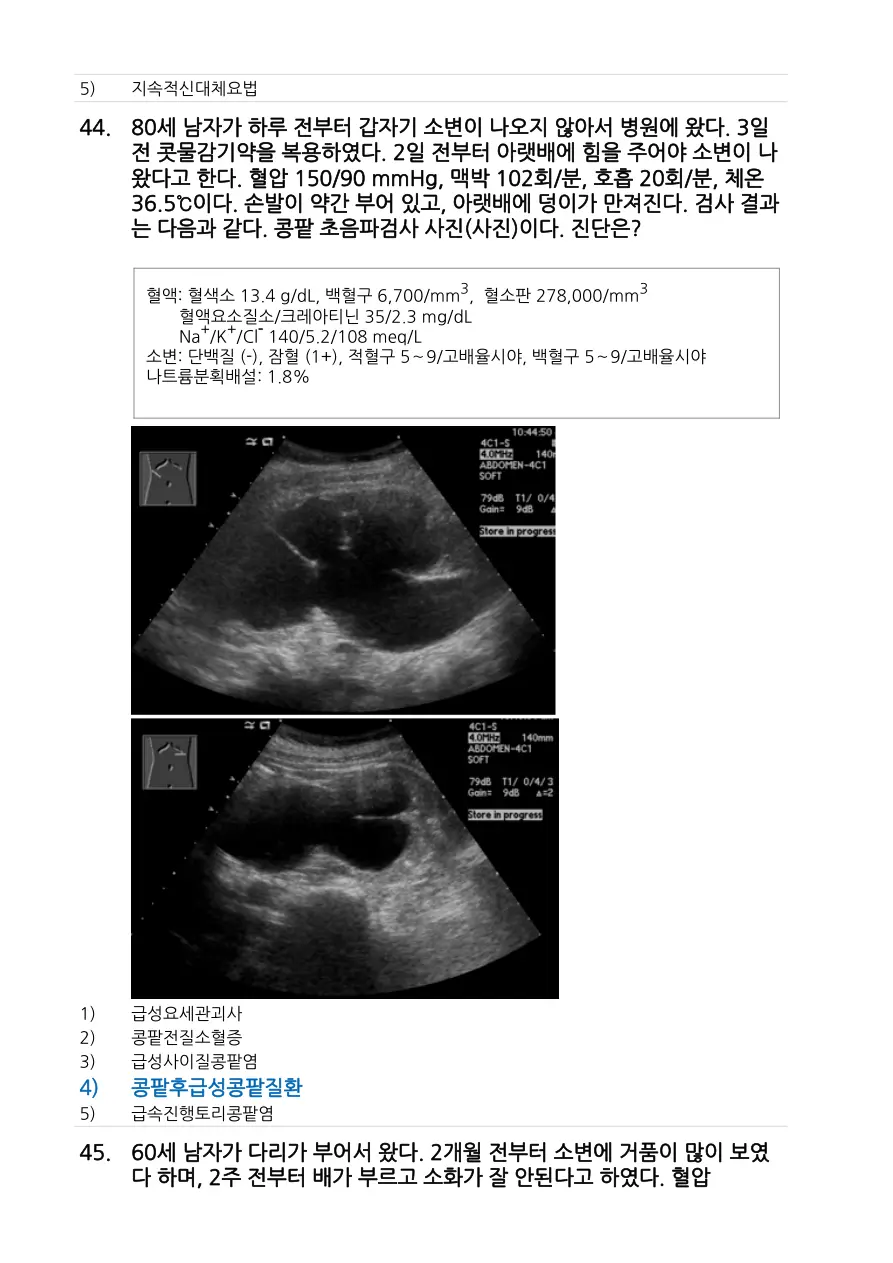 5) 지속적신대체요법
44. 80세 남자가 하루 전부터 갑자기 소변이 나오지 않아서 병원에 왔다. 3일
전 콧물감기약을 복용하였다. 2일 전부터 아랫배에 힘을 주어야 소변이 나
왔다고 한다. 혈압 150/90 mmHg, 맥박 102회/분, 호흡 20회/분, 체온
36.5℃이다. 손발이 약간 부어 있고, 아랫배에 덩이가 만져진다. 검사 결과
는 다음과 같다. 콩팥 초음파검사 사진(사진)이다. 진단은?
혈액: 혈색소 13.4 g/dL, 백혈구 6,700/mm3, 혈소판 278,000/mm3
혈액요소질소/크레아티닌 35/2.3 mg/dL
Na+/K+/Cl- 140/5.2/108 meq/L
소변: 단백질 (-), 잠혈 (1+), 적혈구 5~9/고배율시야, 백혈구 5~9/고배율시야
나트륨분획배설: 1.8%
10:44:50
4C1-S
4.0MHz 140m
ABDOMEN-4C1
SOFT
79dB T1/ 0/4
Gain= 9dB Δ
Store in progress
4C1-S
4.0MHz 140mm
ABDOMEN-4C1
SOFT
79dB T1/ 0/4/3
Gain= 9dB Δ=2
Store in progress
1) 급성요세관괴사
2) 콩팥전질소혈증
3) 급성사이질콩팥염
4) 콩팥후급성콩팥질환
5) 급속진행토리콩팥염
45. 60세 남자가 다리가 부어서 왔다. 2개월 전부터 소변에 거품이 많이 보였
다 하며, 2주 전부터 배가 부르고 소화가 잘 안된다고 하였다. 혈압